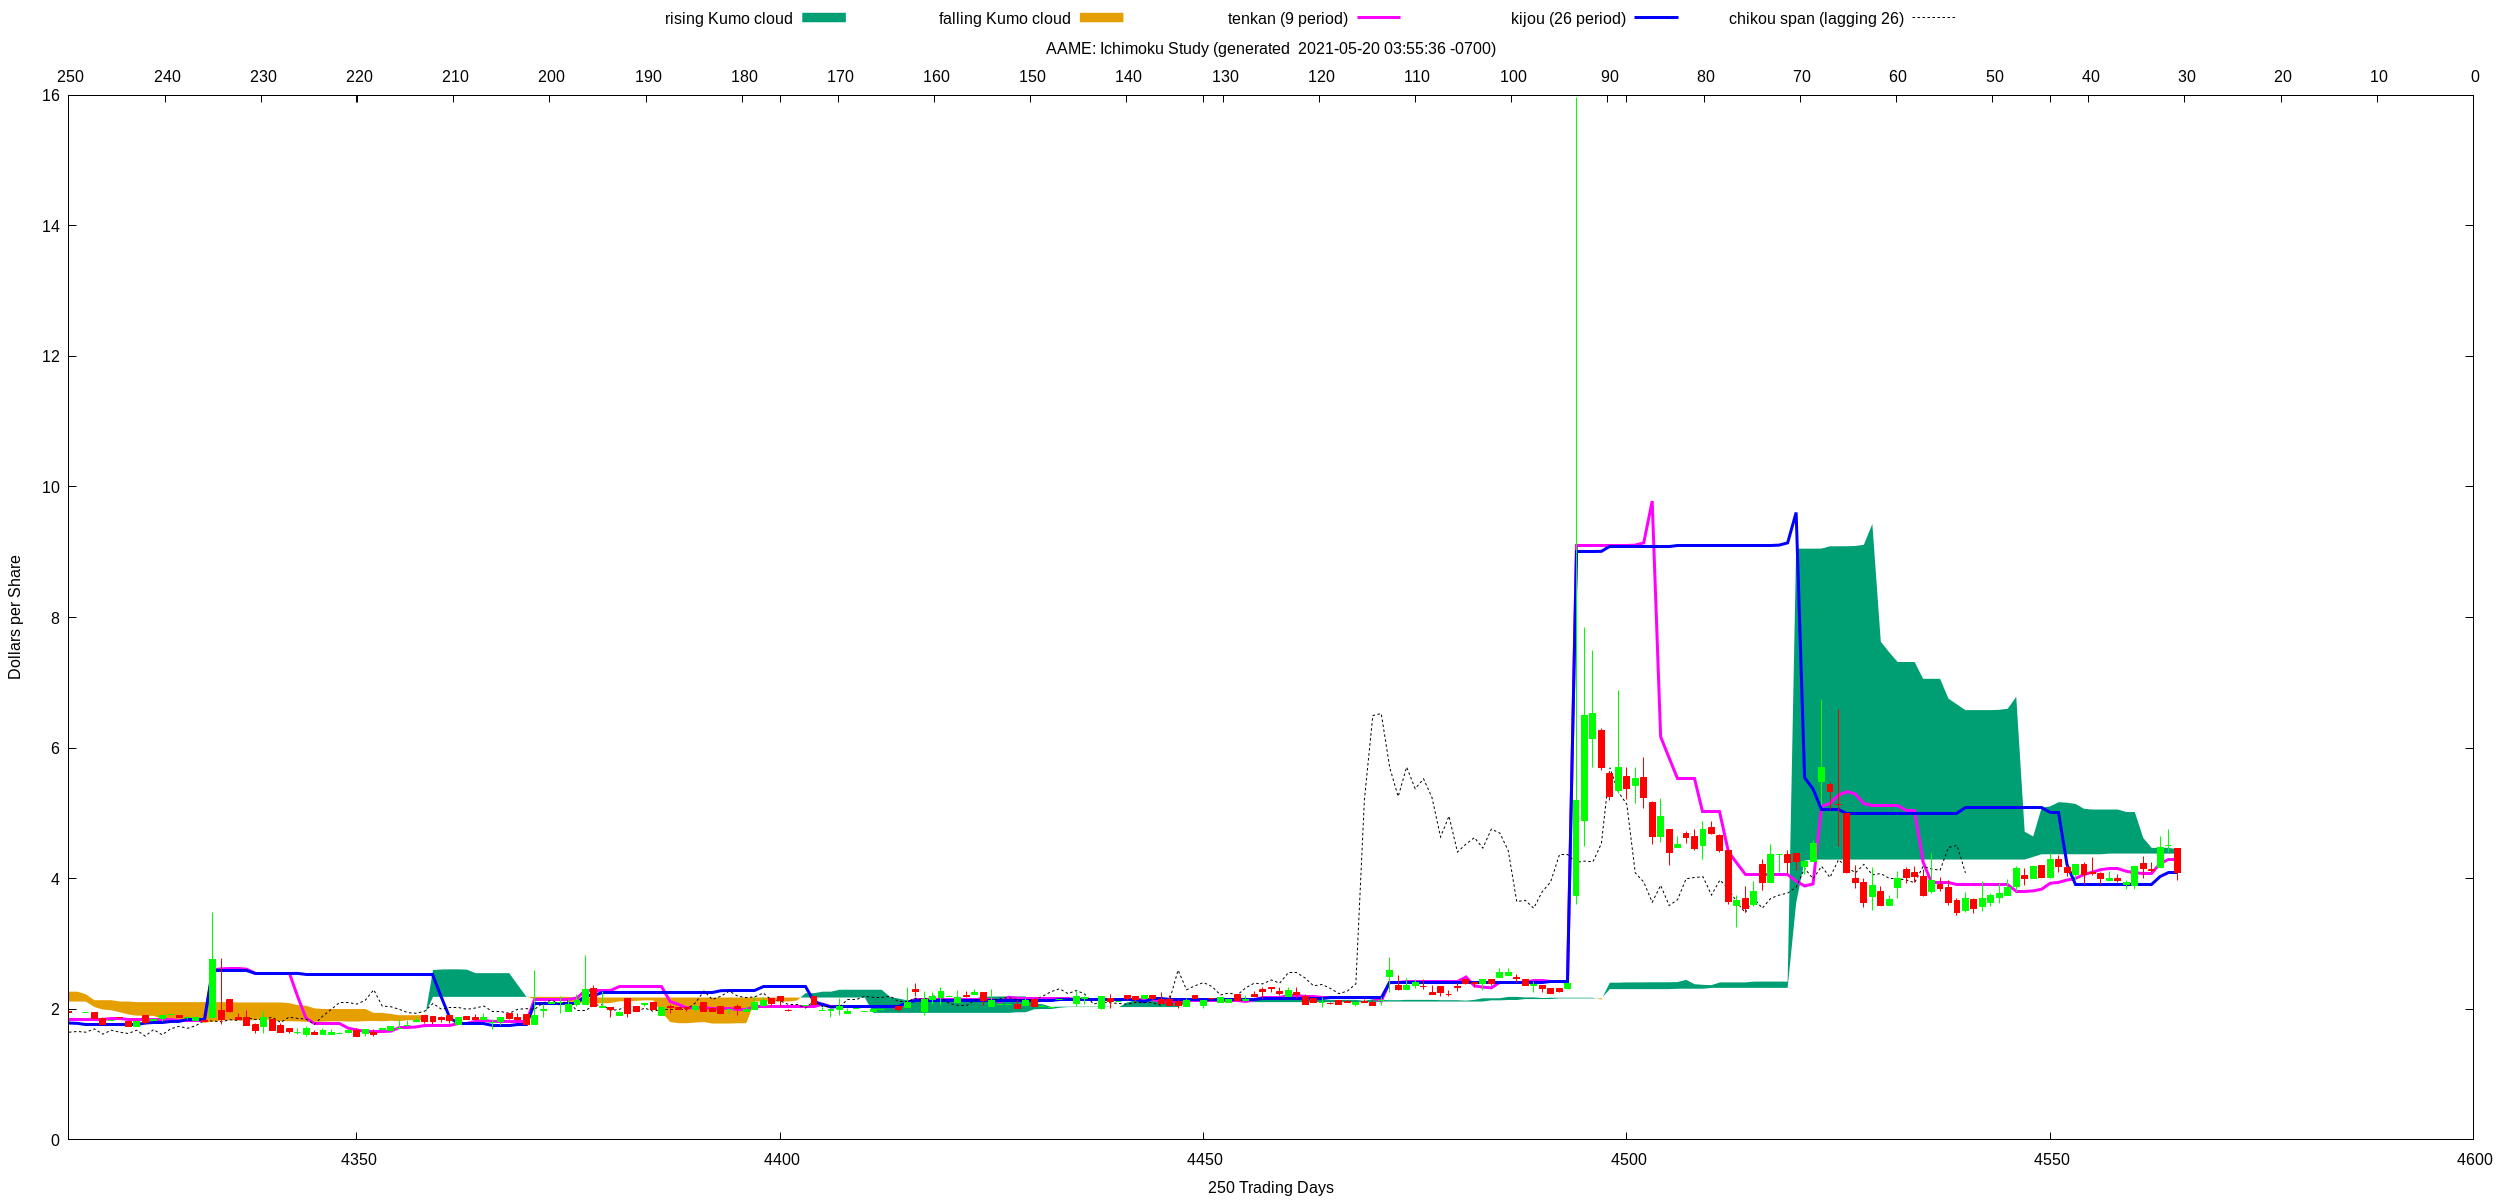 rising Kumo cloud falling Kumo cloud tenkan (9 period) kijou (26 period) chikou span (lagging 26)
AAME: Ichimoku Study (generated  2021-05-20 03:55:36 -0700)
250 240 230 220 210 200 190 180 170 160 150 140 130 120 110 100 90 80 70 60 50 40 30 20 10 0
16
14
12
10
8
6
4
2
0
Dollars per Share
4350 4400 4450 4500 4550 4600
250 Trading Days